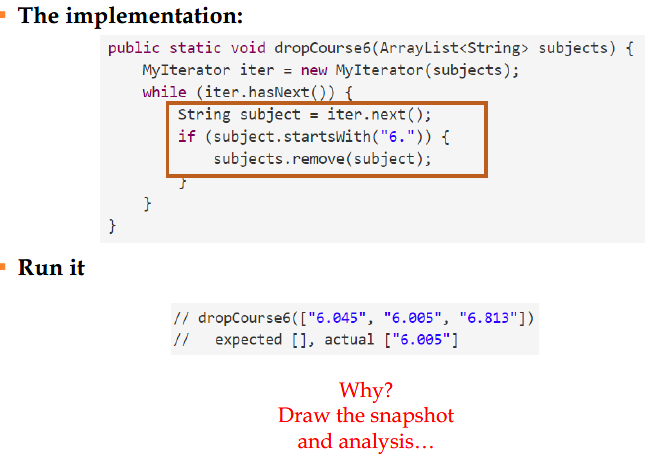 The implementation:
public static void dropCourse6(ArrayList<String> subjects) {
    MyIterator iter = new MyIterator(subjects);
    while (iter.hasNext()) {
        String subject = iter.next();
        if (subject.startsWith("6.")) {
            subjects.remove(subject);
        }
    }
}
Run it
// dropCourse6(["6.045", "6.005", "6.813"])
//   expected [], actual ["6.005"]
Why?
Draw the snapshot
and analysis…